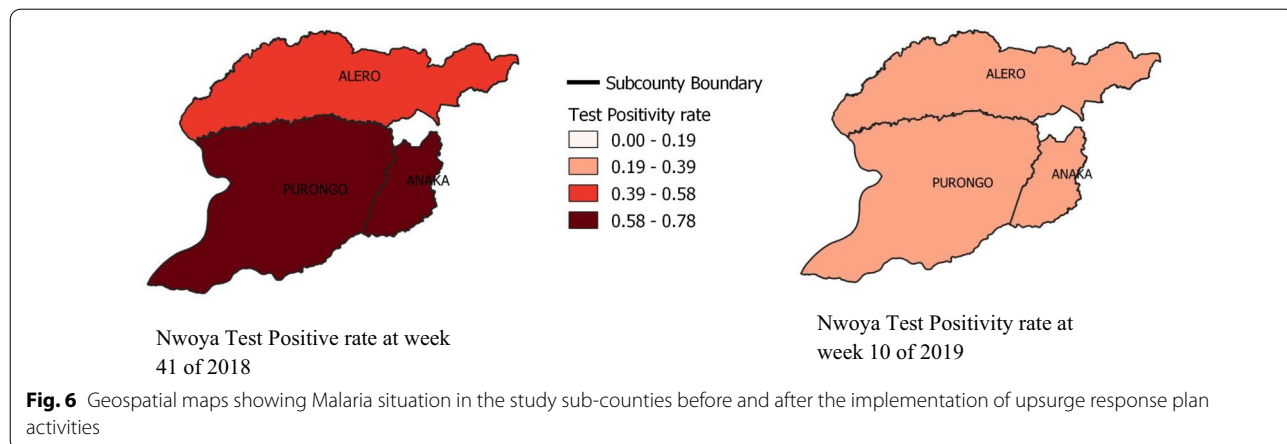 ALERO
PURONGO
ANAKA
Subcounty Boundary
Test Positivity rate
0.00 - 0.19
0.19 - 0.39
0.39 - 0.58
0.58 - 0.78
ALERO
PURONGO
ANAKA
Nwoya Test Positive rate at week
41 of 2018
Nwoya Test Positivity rate at
week 10 of 2019
Fig. 6 Geospatial maps showing Malaria situation in the study sub-counties before and after the implementation of upsurge response plan
activities